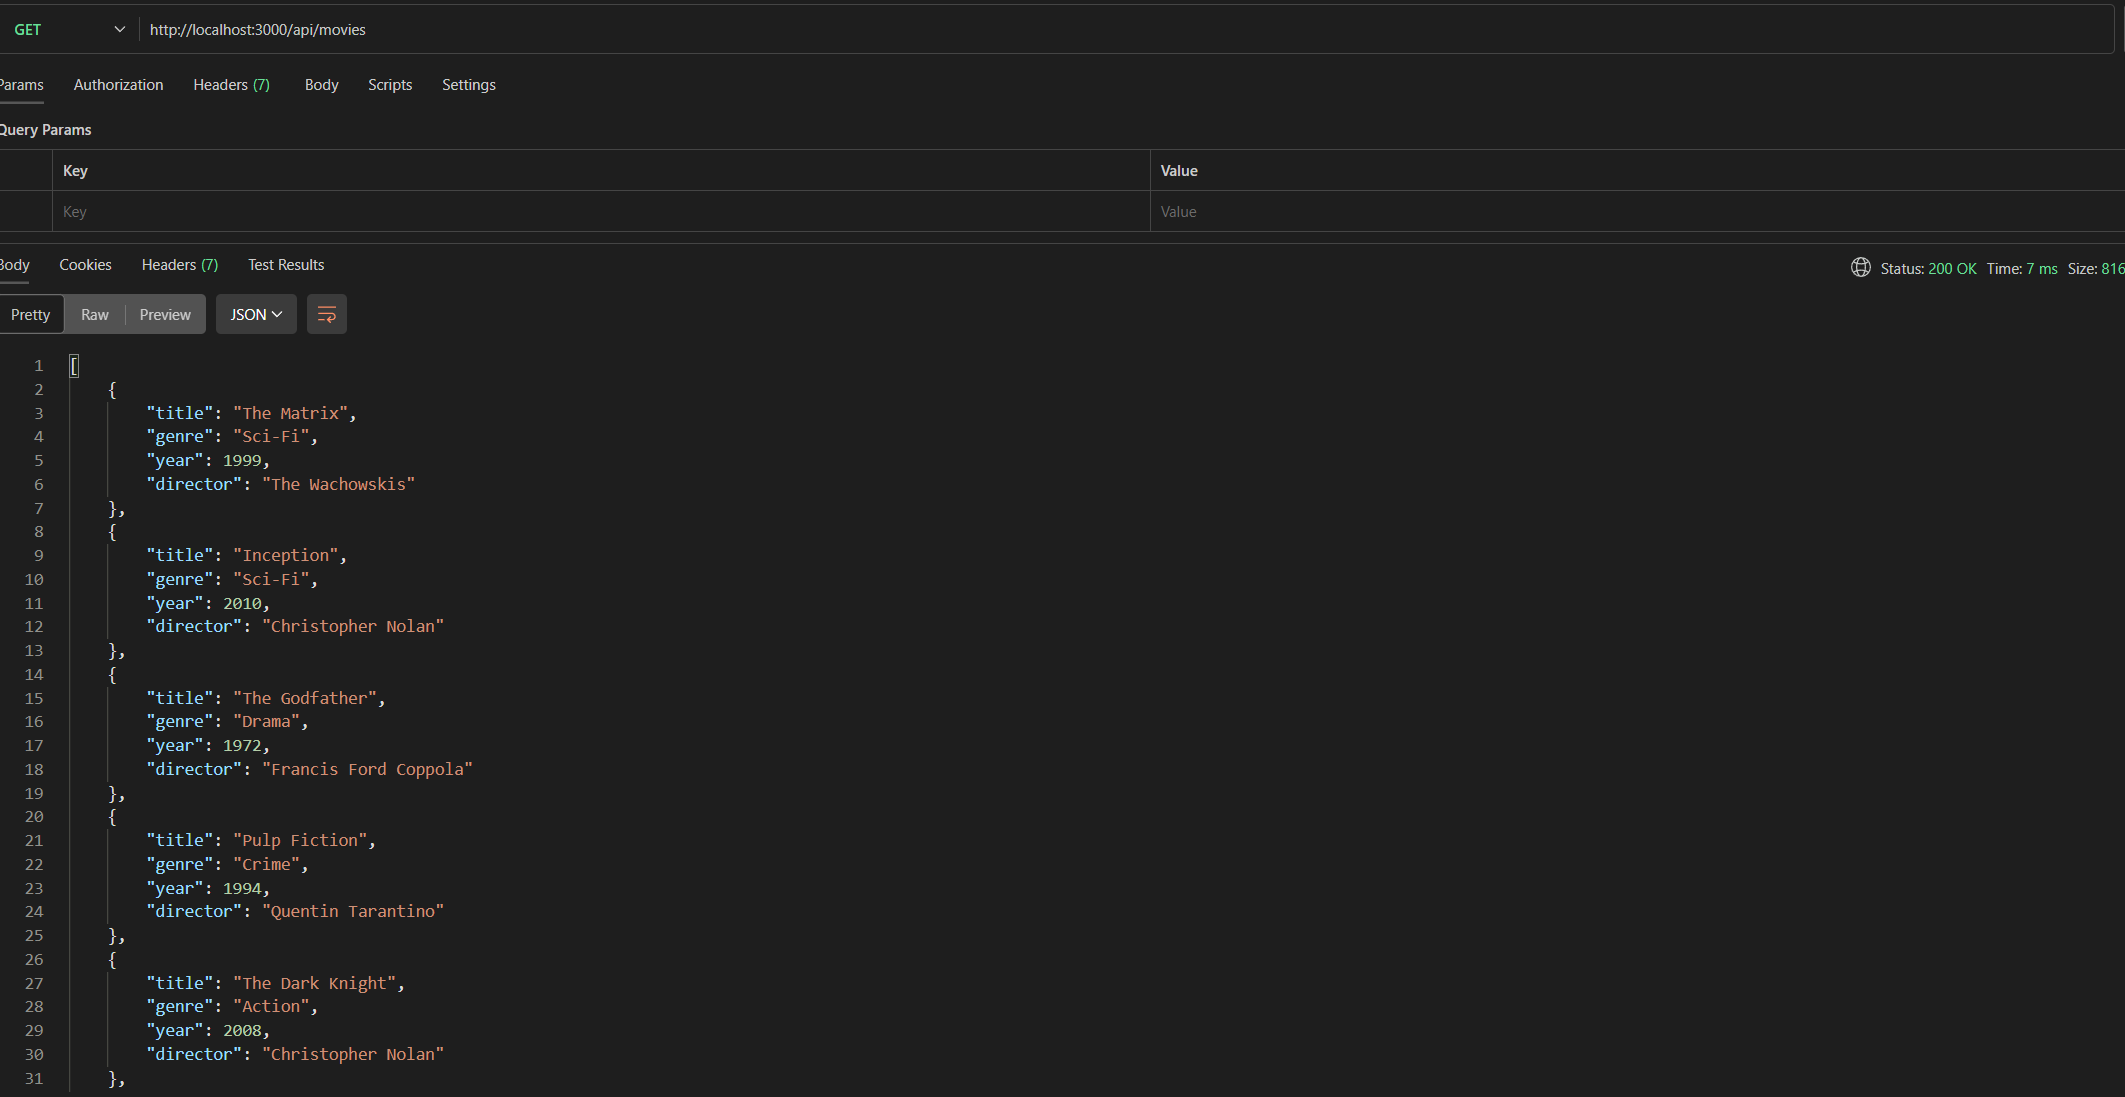 GET http://localhost:3000/api/movies
Params Authorization Headers (7) Body Scripts Settings
Query Params
Key Value
Key Value
Body Cookies Headers (7) Test Results Status: 200 OK Time: 7 ms Size: 816
Pretty Raw Preview JSON
1 [
2 {
3 "title": "The Matrix",
4 "genre": "Sci-Fi",
5 "year": 1999,
6 "director": "The Wachowskis"
7 },
8 {
9 "title": "Inception",
10 "genre": "Sci-Fi",
11 "year": 2010,
12 "director": "Christopher Nolan"
13 },
14 {
15 "title": "The Godfather",
16 "genre": "Drama",
17 "year": 1972,
18 "director": "Francis Ford Coppola"
19 },
20 {
21 "title": "Pulp Fiction",
22 "genre": "Crime",
23 "year": 1994,
24 "director": "Quentin Tarantino"
25 },
26 {
27 "title": "The Dark Knight",
28 "genre": "Action",
29 "year": 2008,
30 "director": "Christopher Nolan"
31 },